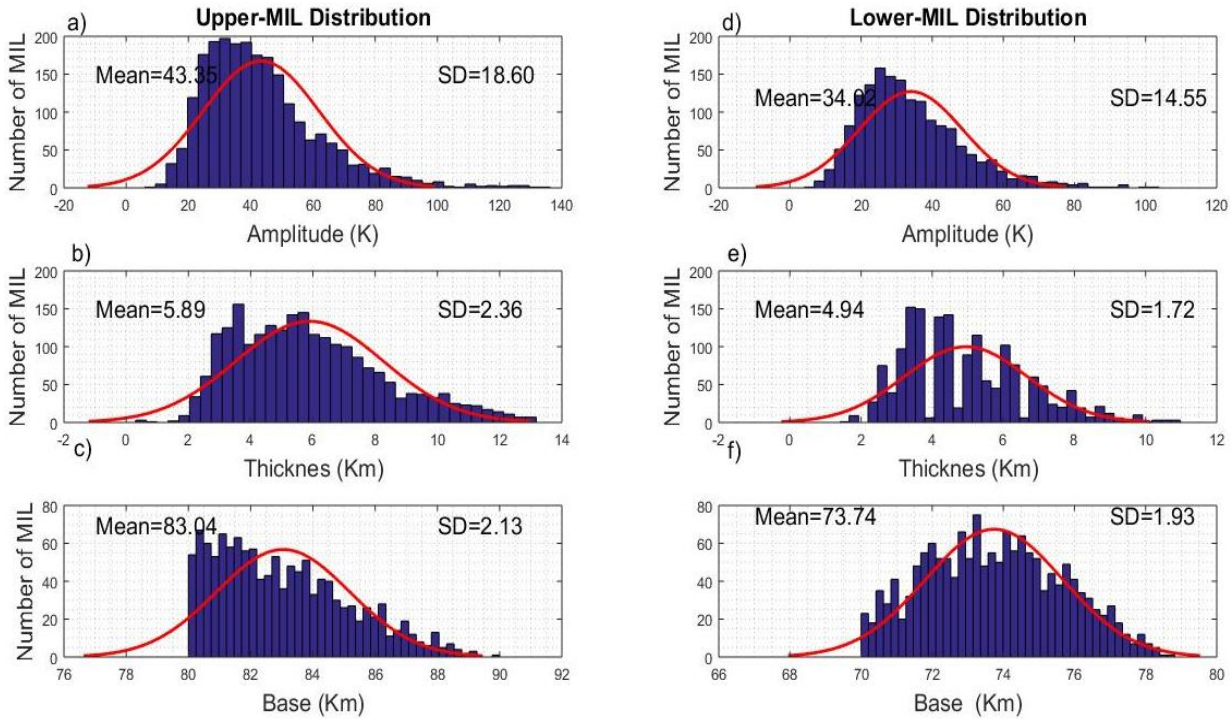 Upper-MIL Distribution
a)
Number of MIL
200
150
100
50
0
Mean=43.35
SD=18.60
-20 0 20 40 60 80 100 120 140
Amplitude (K)
b)
Number of MIL
200
150
100
50
0
Mean=5.89
SD=2.36
-2 0 2 4 6 8 10 12 14
Thicknes (Km)
c)
Number of MIL
80
60
40
20
0
Mean=83.04
SD=2.13
76 78 80 82 84 86 88 90 92
Base (Km)
Lower-MIL Distribution
d)
Number of MIL
200
150
100
50
0
Mean=34.02
SD=14.55
-20 0 20 40 60 80 100 120
Amplitude (K)
e)
Number of MIL
200
150
100
50
0
Mean=4.94
SD=1.72
-2 0 2 4 6 8 10 12
Thicknes (Km)
f)
Number of MIL
80
60
40
20
0
Mean=73.74
SD=1.93
66 68 70 72 74 76 78 80
Base (Km)